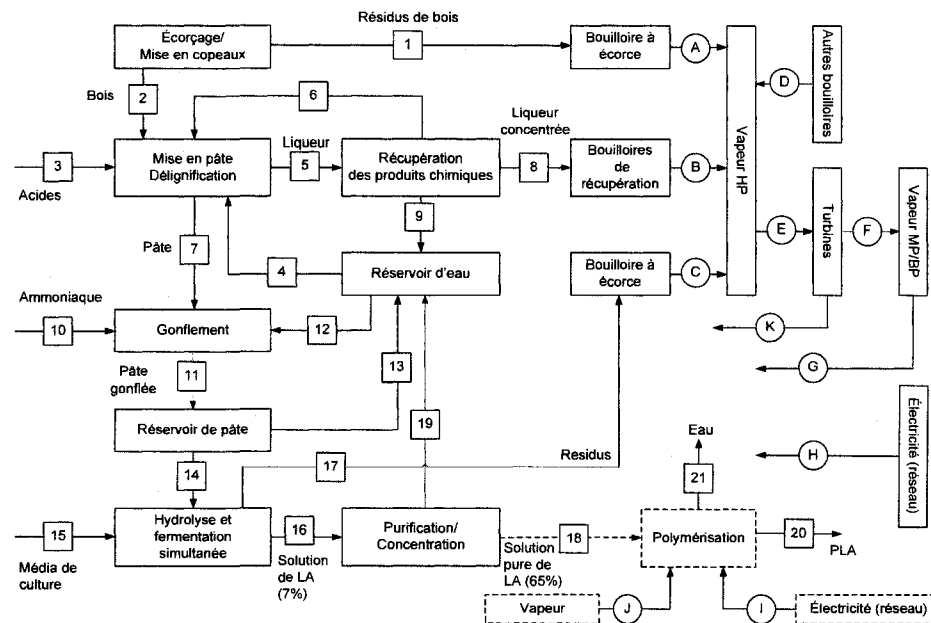 Résidus de bois
Écorçage/
Mise en copeaux
1
Bouilloire à
écorce
A
Autres bouilloires
D
Vapeur HP
Bois
2
6
Liqueur
Liqueur
concentrée
3
Acides
Mise en pâte
Délignification
5
Récupération
des produits chimiques
8
Bouilloires
de
récupération
B
9
Pâte
7
4
Réservoir d'eau
Bouilloire à
écorce
C
E
Turbines
F
Vapeur MP/BP
Ammoniaque
10
Gonflement
12
K
G
Pâte
gonflée
11
13
Réservoir de pâte
19
Residus
Eau
H
Électricité (réseau)
14
17
21
15
Média de
culture
Hydrolyse et
fermentation
simultanée
16
Solution
de LA
(7%)
Purification/
Concentration
18
Solution
pure de
LA (65%)
Polymérisation
20
PLA
Vapeur
J
I
Électricité (réseau)